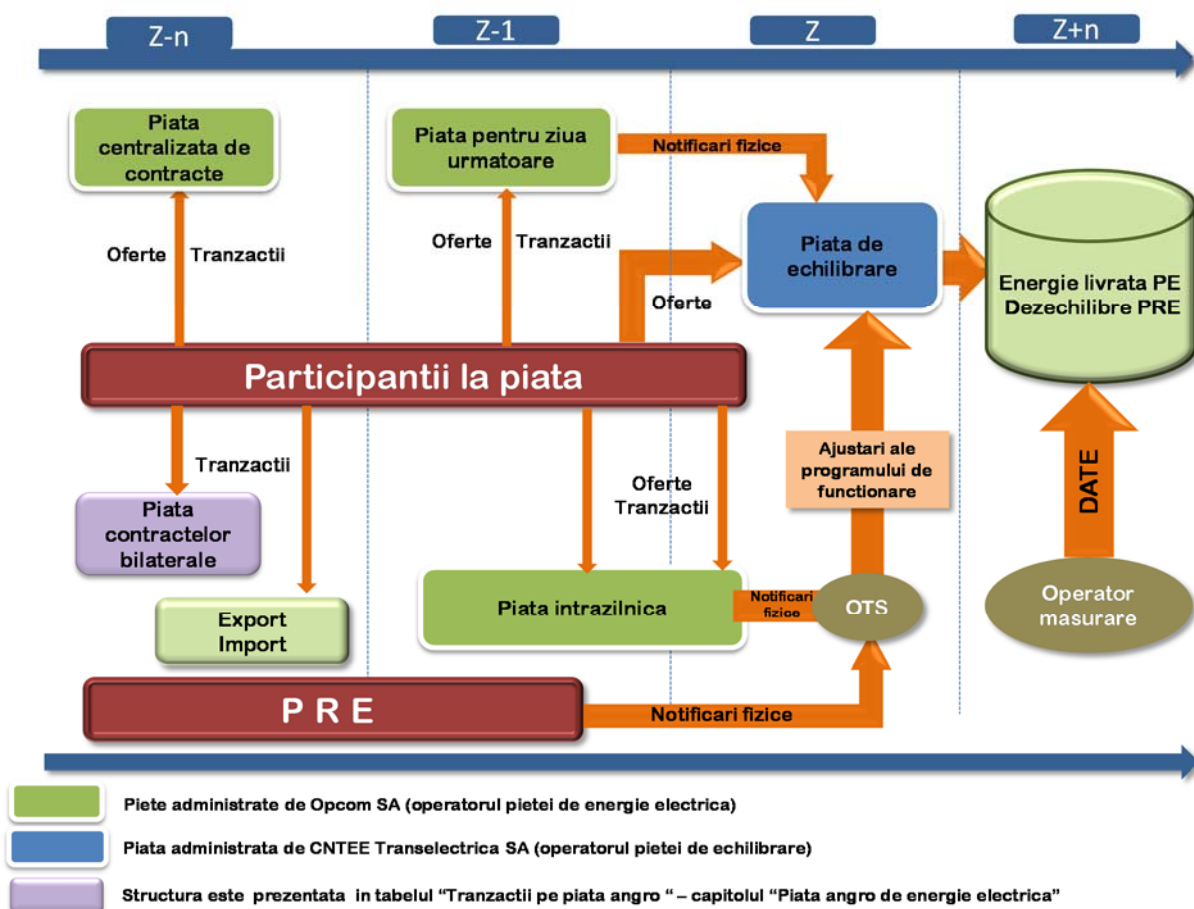 Z-n
Z-1
Z
Z+n
Piata
centralizata de
contracte
Piata pentru ziua
urmatoare
Notificari fizice
Oferte
Tranzactii
Oferte
Tranzactii
Piata de
echilibrare
Oferte
Energie livrata PE
Dezechilibre PRE
Participantii la piata
Tranzactii
Piata
contractelor
bilaterale
Export
Import
Oferte
Tranzactii
Ajustari ale
programului de
functionare
DATE
Piata intrazilnica
Notificari
fizice
OTS
Operator
masurare
P R E
Notificari fizice
Piete administrate de Opcom SA (operatorul pietei de energie electrica)
Piata administrata de CNTEE Transelectrica SA (operatorul pietei de echilibrare)
Structura este prezentata in tabelul "Tranzactii pe piata angro “ – capitolul “Piata angro de energie electrica”